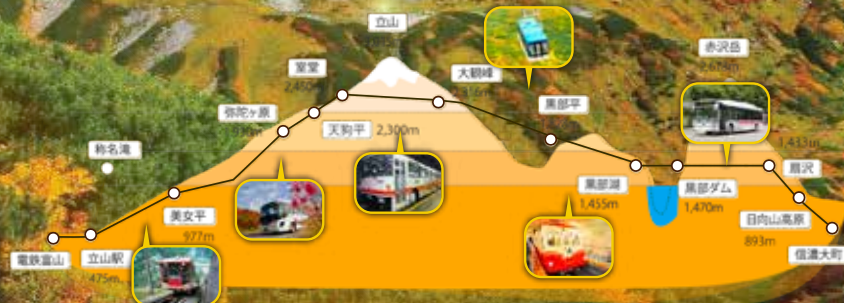 立山
赤沢岳
室堂
大観峰
弥陀ヶ原
天狗平 2,300m
黒部平
称名滝
美女平
977m
黒部湖
1,455m
黒部ダム
1,470m
扇沢
1,433m
日向山高原
893m
電鉄富山
立山駅
475m
信濃大町